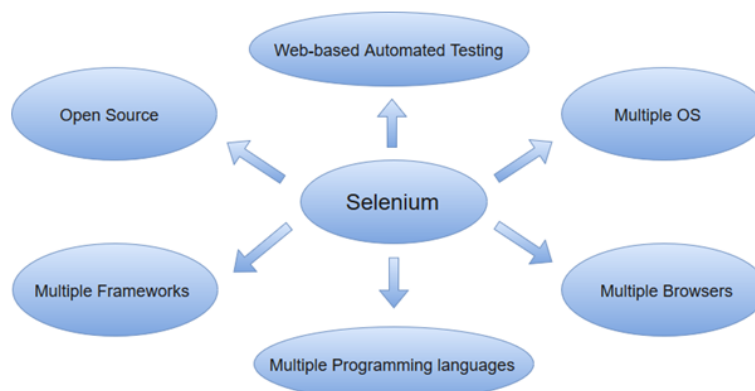 Web-based Automated Testing
Open Source
Multiple OS
Selenium
Multiple Frameworks
Multiple Browsers
Multiple Programming languages